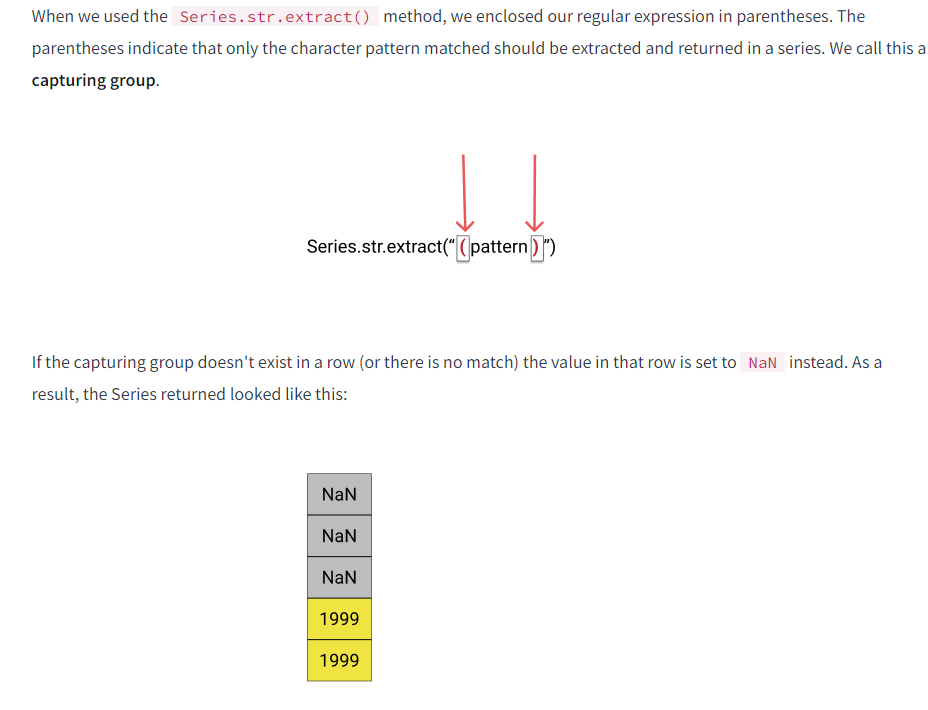 When we used the Series.str.extract() method, we enclosed our regular expression in parentheses. The
parentheses indicate that only the character pattern matched should be extracted and returned in a series. We call this a
capturing group.
Series.str.extract(“(pattern)”)
If the capturing group doesn't exist in a row (or there is no match) the value in that row is set to NaN instead. As a
result, the Series returned looked like this:
NaN
NaN
NaN
1999
1999